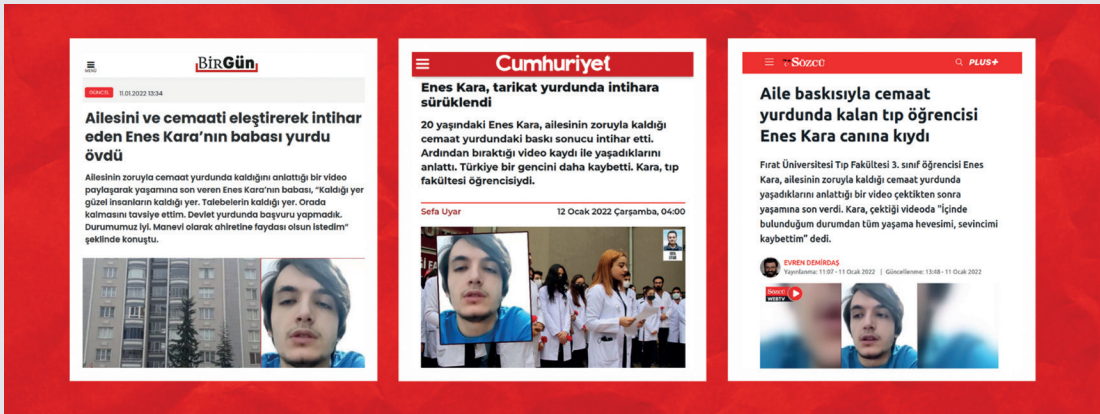 MENÜ
BirGün
GÜNCEL 11.01.2022 13:34
Ailesini ve cemaati eleştirerek intihar
eden Enes Kara’nın babası yurdu
övdü
Ailesinin zoruyla cemaat yurdunda kaldığını anlattığı bir video
paylaşarak yaşamına son veren Enes Kara’nın babası, “Kaldığı yer
güzel insanların kaldığı yer. Talebelerin kaldığı yer. Orada
kalmasını tavsiye ettim. Devlet yurdunda başvuru yapmadık.
Durumumuz iyi. Manevi olarak ahiretine faydası olsun istedim”
şeklinde konuştu.
Cumhuriyet
Enes Kara, tarikat yurdunda intihara
sürüklendi
20 yaşındaki Enes Kara, ailesinin zoruyla kaldığı
cemaat yurdundaki baskı sonucu intihar etti.
Ardından bıraktığı video kaydı ile yaşadıklarını
anlattı. Türkiye bir gencini daha kaybetti. Kara, tıp
fakültesi öğrencisiydi.
Sefa Uyar 12 Ocak 2022 Çarşamba, 04:00
SÖZCÜ PLUS+
Aile baskısıyla cemaat
yurdunda kalan tıp öğrencisi
Enes Kara canına kıydı
Fırat Üniversitesi Tıp Fakültesi 3. sınıf öğrencisi Enes
Kara, ailesinin zoruyla kaldığı cemaat yurdunda
yaşadıklarını anlattığı bir video çektikten sonra
yaşamına son verdi. Kara, çektiği videoda "İçinde
bulunduğum durumdan tüm yaşama hevesimi, sevincimi
kaybettim” dedi.
EVREN DEMİRDAŞ
Yayınlanma: 11:07 - 11 Ocak 2022 | Güncellenme: 13:48 - 11 Ocak 2022
SÖZCÜ
WEBTV